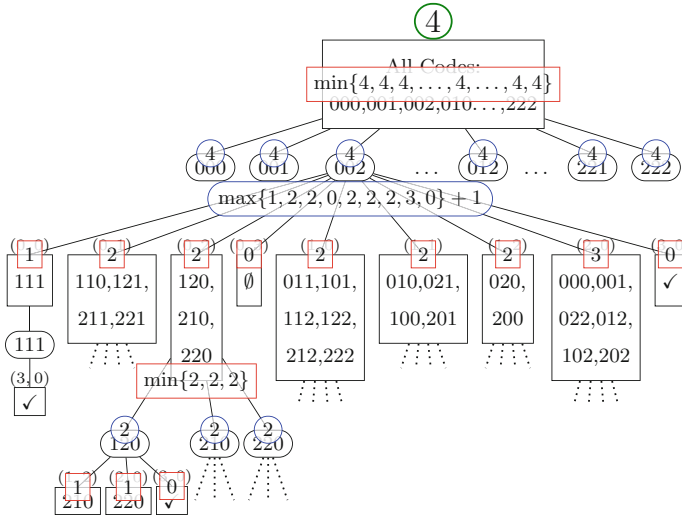 4
All Codes:
min{4, 4, 4, . . . , 4, . . . , 4, 4}
000,001,002,010. . . ,222
4 4 4 4 4 4
000 001 002 . . . 012 . . . 221 222
max{1, 2, 2, 0, 2, 2, 2, 3, 0} + 1
1 2 2 0 2 2 2 3 0
111 110,121, 120, ∅ 011,101, 010,021, 020, 000,001, ✓
211,221 210, 112,122, 100,201 200 022,012,
111 220 212,222 102,202
(3, 0) min{2, 2, 2}
✓
2 2 2
120 210 220
1 1 0
210 220 ✓